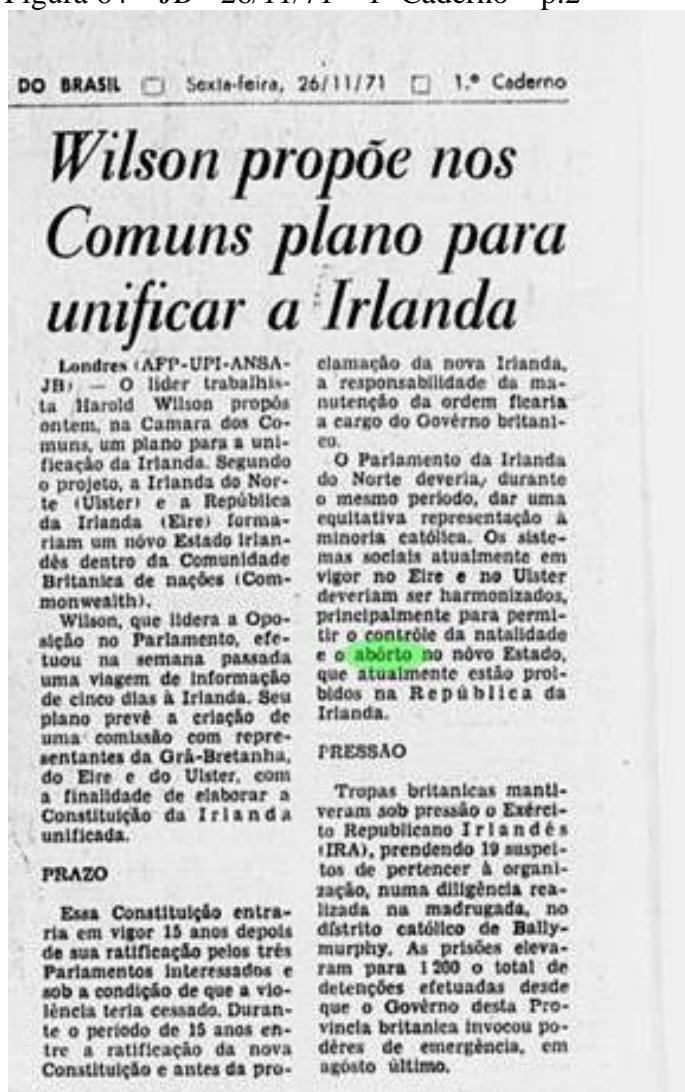 Figura 64 – JB – 26/11/71 – 1º Caderno – p.2
DO BRASIL □ Sexta-feira, 26/11/71 □ 1.º Caderno
Wilson propõe nos
Comuns plano para
unificar a Irlanda
Londres (AFP-UPI-ANSA-
JB) — O líder trabalhis-
ta Harold Wilson propôs
ontem, na Camara dos Co-
muns, um plano para a uni-
ficação da Irlanda. Segundo
o projeto, a Irlanda do Nor-
te (Ulster) e a República
da Irlanda (Eire) forma-
riam um nôvo Estado irlan-
dês dentro da Comunidade
Britanica de nações (Com-
monwealth).
Wilson, que lidera a Opo-
sição no Parlamento, efe-
tuou na semana passada
uma viagem de informação
de cinco dias à Irlanda. Seu
plano prevê a criação de
uma comissão com repre-
sentantes da Grã-Bretanha,
do Eire e do Ulster, com
a finalidade de elaborar a
Constituição da Irlanda
unificada.
PRAZO
Essa Constituição entra-
ria em vigor 15 anos depois
de sua ratificação pelos três
Parlamentos interessados e
sob a condição de que a vio-
lência teria cessado. Duran-
te o período de 15 anos en-
tre a ratificação da nova
Constituição e antes da pro-
clamação da nova Irlanda,
a responsabilidade da ma-
nutenção da ordem ficaria
a cargo do Govêrno britani-
co.
O Parlamento da Irlanda
do Norte deveria, durante
o mesmo período, dar uma
equitativa representação à
minoria católica. Os siste-
mas sociais atualmente em
vigor no Eire e no Ulster
deveriam ser harmonizados,
principalmente para permi-
tir o contrôle da natalidade
e o abôrto no nôvo Estado,
que atualmente estão proi-
bidos na República da
Irlanda.
PRESSÃO
Tropas britanicas manti-
veram sob pressão o Exérci-
to Republicano Irlandês
(IRA), prendendo 19 suspei-
tos de pertencer à organi-
zação, numa diligência rea-
lizada na madrugada, no
distrito católico de Bally-
murphy. As prisões eleva-
ram para 1 200 o total de
detenções efetuadas desde
que o Govêrno desta Pro-
víncia britanica invocou po-
dêres de emergência, em
agôsto último.